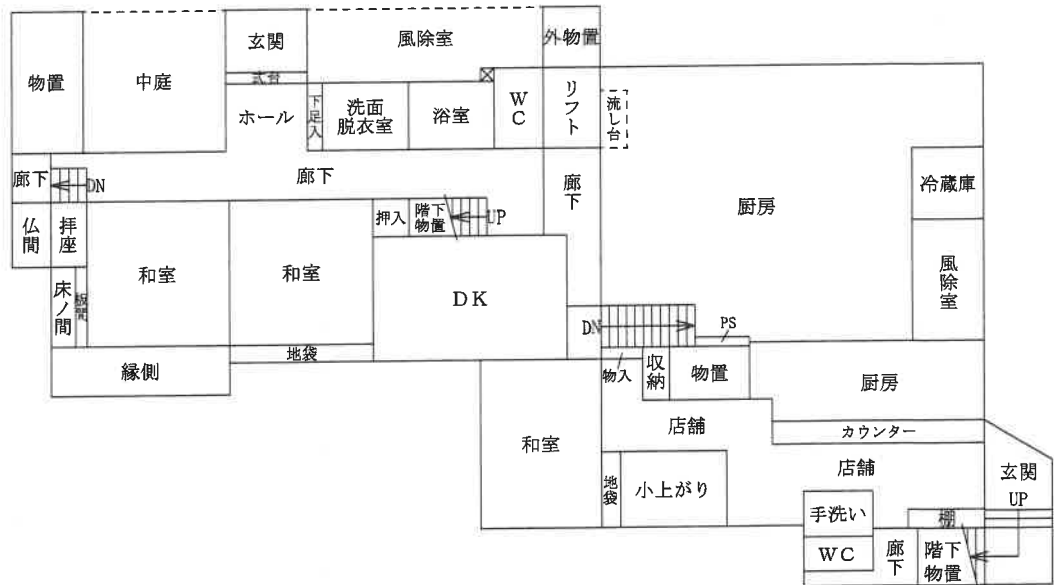 玄関
風除室
外物置
物置
中庭
式台
ホール
下足入
洗面
脱衣室
浴室
WC
リフト
流し台
廊下
DN
廊下
廊下
厨房
冷蔵庫
仏間
拝座
押入
階下
物置
UP
和室
和室
DK
風除室
床ノ間
板間
地袋
縁側
DN
PS
物入
収納
物置
厨房
和室
店舗
カウンター
店舗
地袋
小上がり
玄関
UP
手洗い
棚
WC
廊下
階下
物置